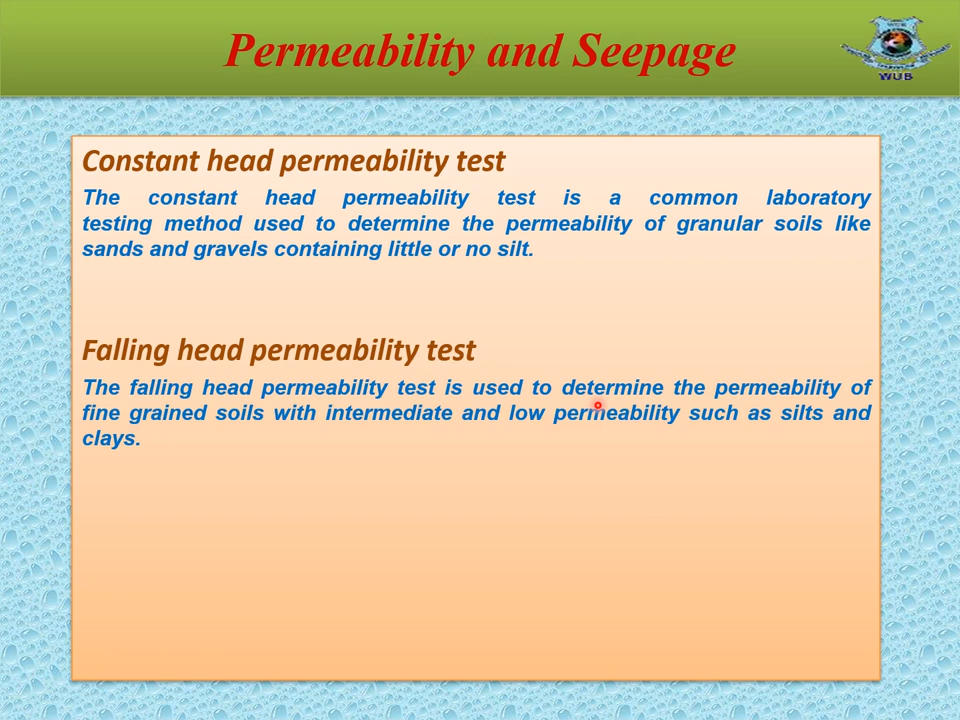 Permeability and Seepage
WUB
Constant head permeability test
The constant head permeability test is a common laboratory
testing method used to determine the permeability of granular soils like
sands and gravels containing little or no silt.
Falling head permeability test
The falling head permeability test is used to determine the permeability of
fine grained soils with intermediate and low permeability such as silts and
clays.